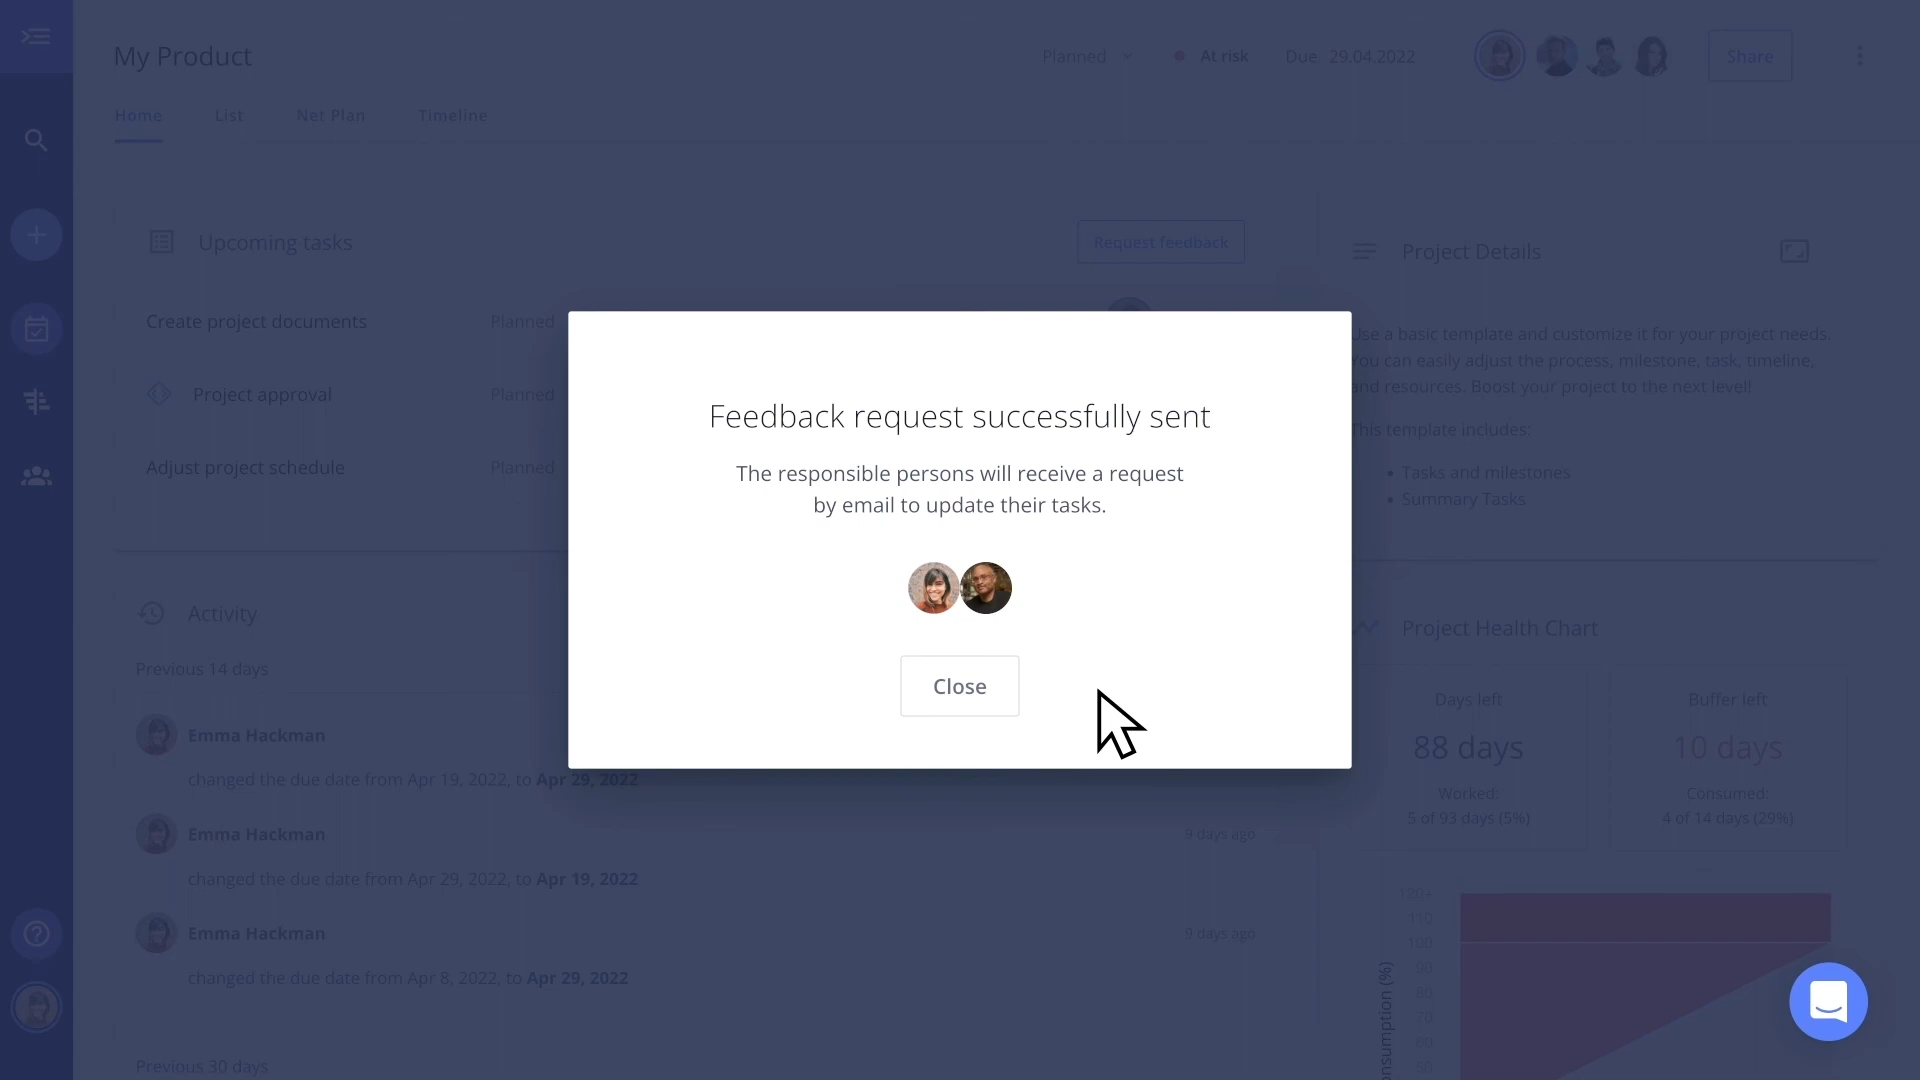 My Product
Planned
At risk
Due 29.04.2022
Share
Home
List
Net Plan
Timeline
Upcoming tasks
Request feedback
Create project documents
Planned
Project approval
Planned
Adjust project schedule
Planned
Feedback request successfully sent
The responsible persons will receive a request
by email to update their tasks.
Close
Project Details
Use a basic template and customize it for your project needs.
You can easily adjust the process, milestone, task, timeline,
and resources. Boost your project to the next level!
This template includes:
• Tasks and milestones
• Summary Tasks
Activity
Previous 14 days
Emma Hackman
changed the due date from Apr 19, 2022, to Apr 29, 2022
Emma Hackman
9 days ago
changed the due date from Apr 29, 2022, to Apr 19, 2022
Emma Hackman
9 days ago
changed the due date from Apr 8, 2022, to Apr 29, 2022
Previous 30 days
Project Health Chart
Days left
88 days
Worked:
5 of 93 days (5%)
Buffer left
10 days
Consumed:
4 of 14 days (29%)
120+
110
100
90
80
70
60
50
nsumption (%)